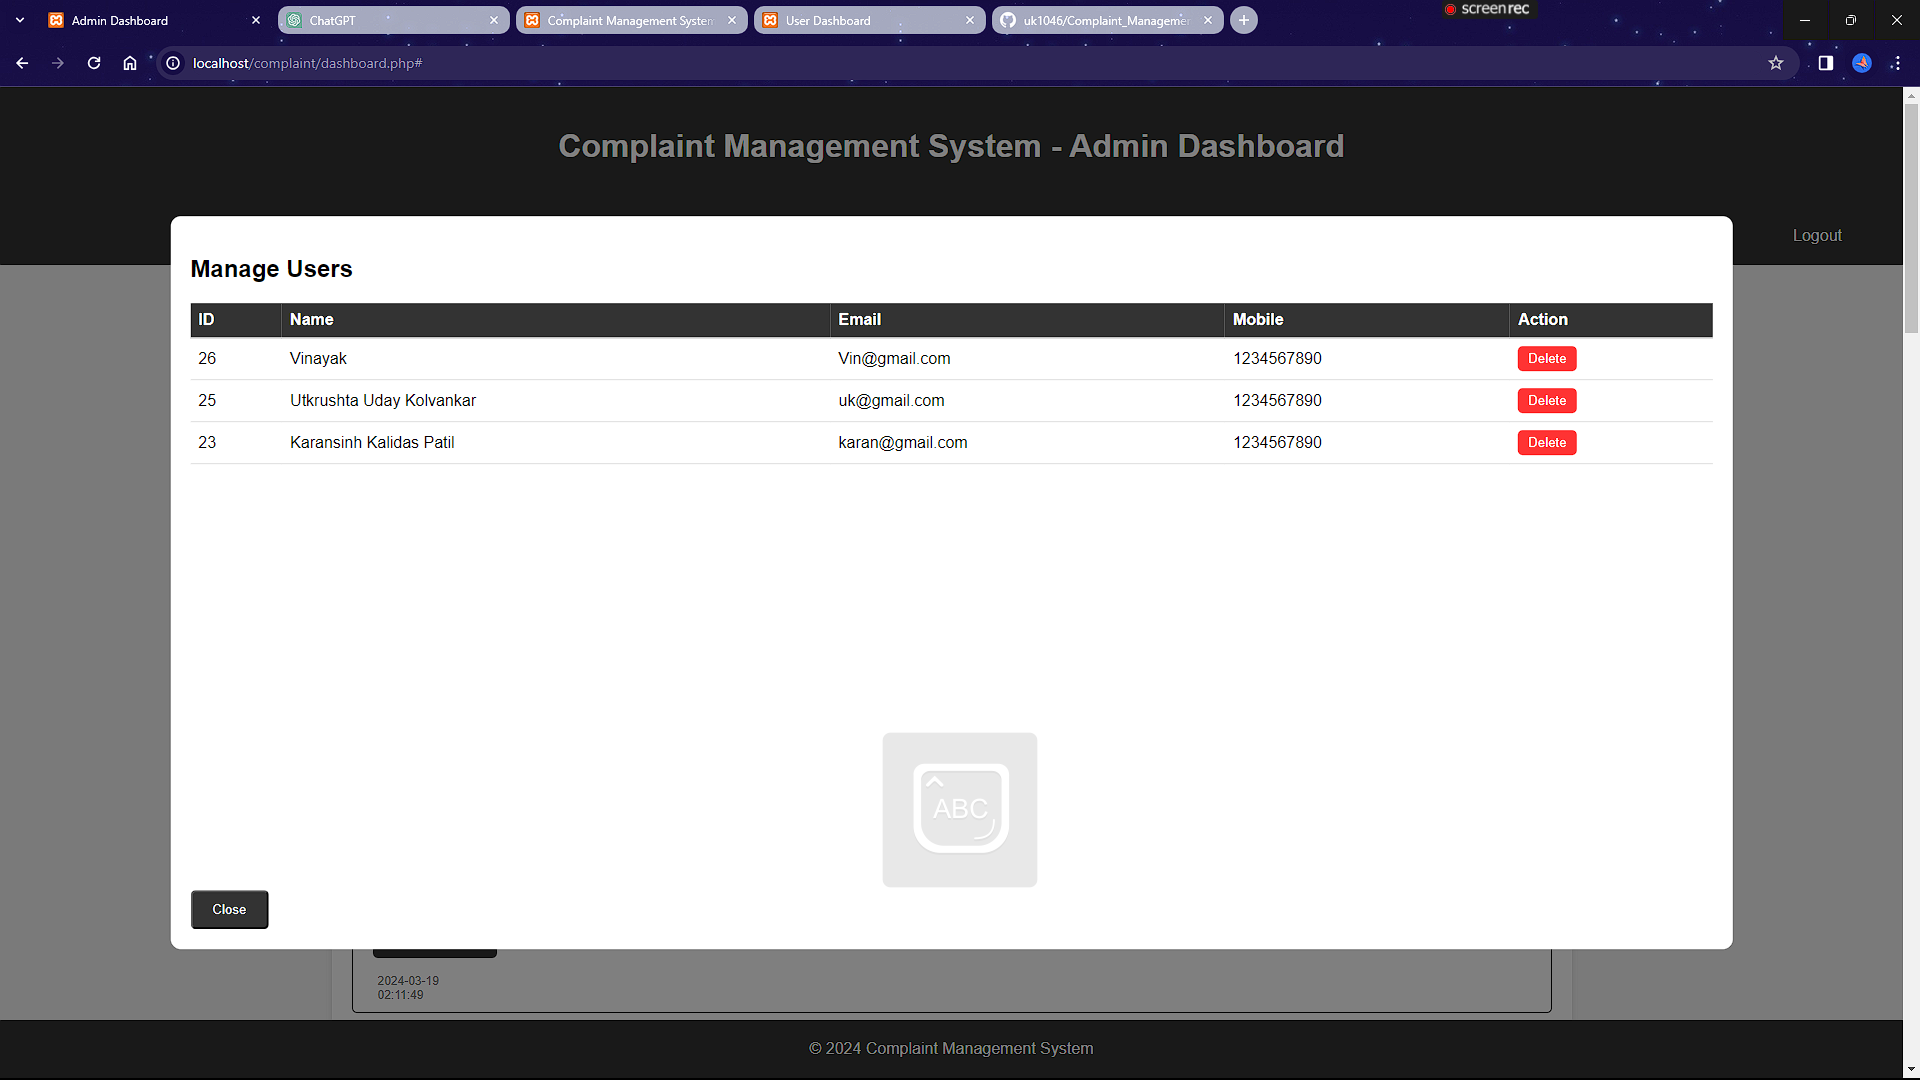 Admin Dashboard
ChatGPT
Complaint Management System
User Dashboard
uk1046/Complaint_Manageme
screenrec
localhost/complaint/dashboard.php#
Complaint Management System - Admin Dashboard
Logout
Manage Users
ID Name Email Mobile Action
26 Vinayak Vin@gmail.com 1234567890 Delete
25 Utkrushta Uday Kolvankar uk@gmail.com 1234567890 Delete
23 Karansinh Kalidas Patil karan@gmail.com 1234567890 Delete
ABC
Close
2024-03-19
02:11:49
© 2024 Complaint Management System